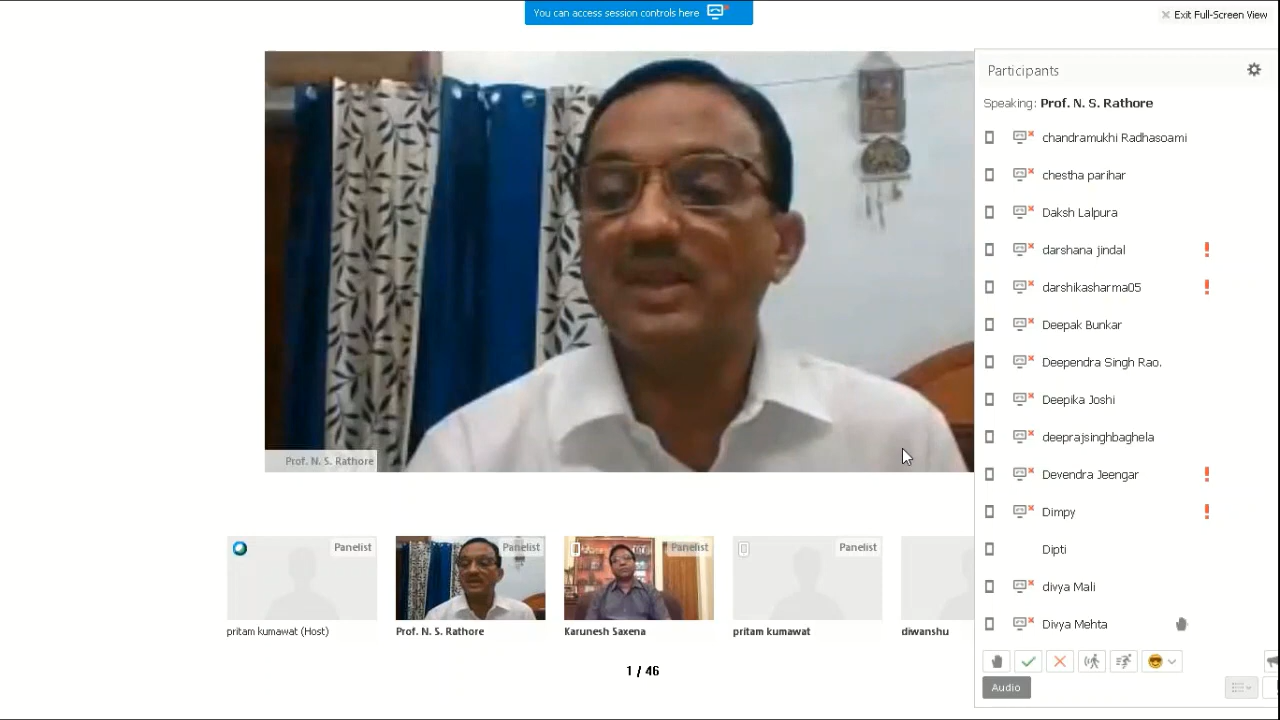 You can access session controls here
Exit Full-Screen View
Participants
Speaking: Prof. N. S. Rathore
chandramukhi Radhasoami
chestha parihar
Daksh Lalpura
darshana jindal
darshikasharma05
Deepak Bunkar
Deependra Singh Rao.
Deepika Joshi
deeprajsinghbaghela
Devendra Jeengar
Dimpy
Dipti
divya Mali
Divya Mehta
Audio
Prof. N. S. Rathore
Panelist
Panelist
Panelist
Panelist
pritam kumawat (Host)
Prof. N. S. Rathore
Karunesh Saxena
pritam kumawat
diwanshu
1 / 46